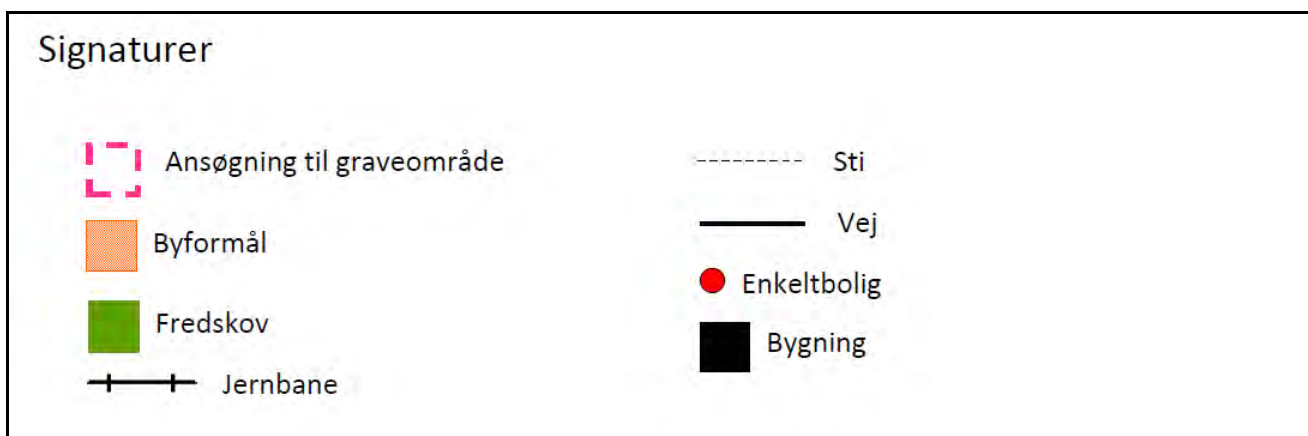 Signaturer
Ansøgning til graveområde
Byformål
Fredskov
Jernbane
Sti
Vej
Enkeltbolig
Bygning